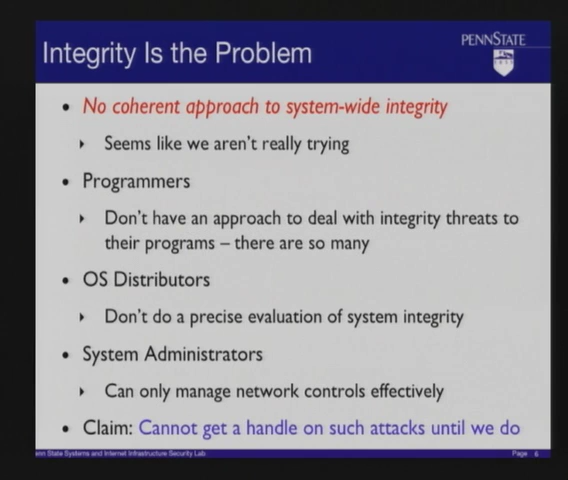 Integrity Is the Problem
PENNSTATE
• No coherent approach to system-wide integrity
‣ Seems like we aren't really trying
• Programmers
‣ Don't have an approach to deal with integrity threats to
their programs – there are so many
• OS Distributors
‣ Don't do a precise evaluation of system integrity
• System Administrators
‣ Can only manage network controls effectively
• Claim: Cannot get a handle on such attacks until we do
enn State Systems and Internet Infrastructure Security Lab
Page 6